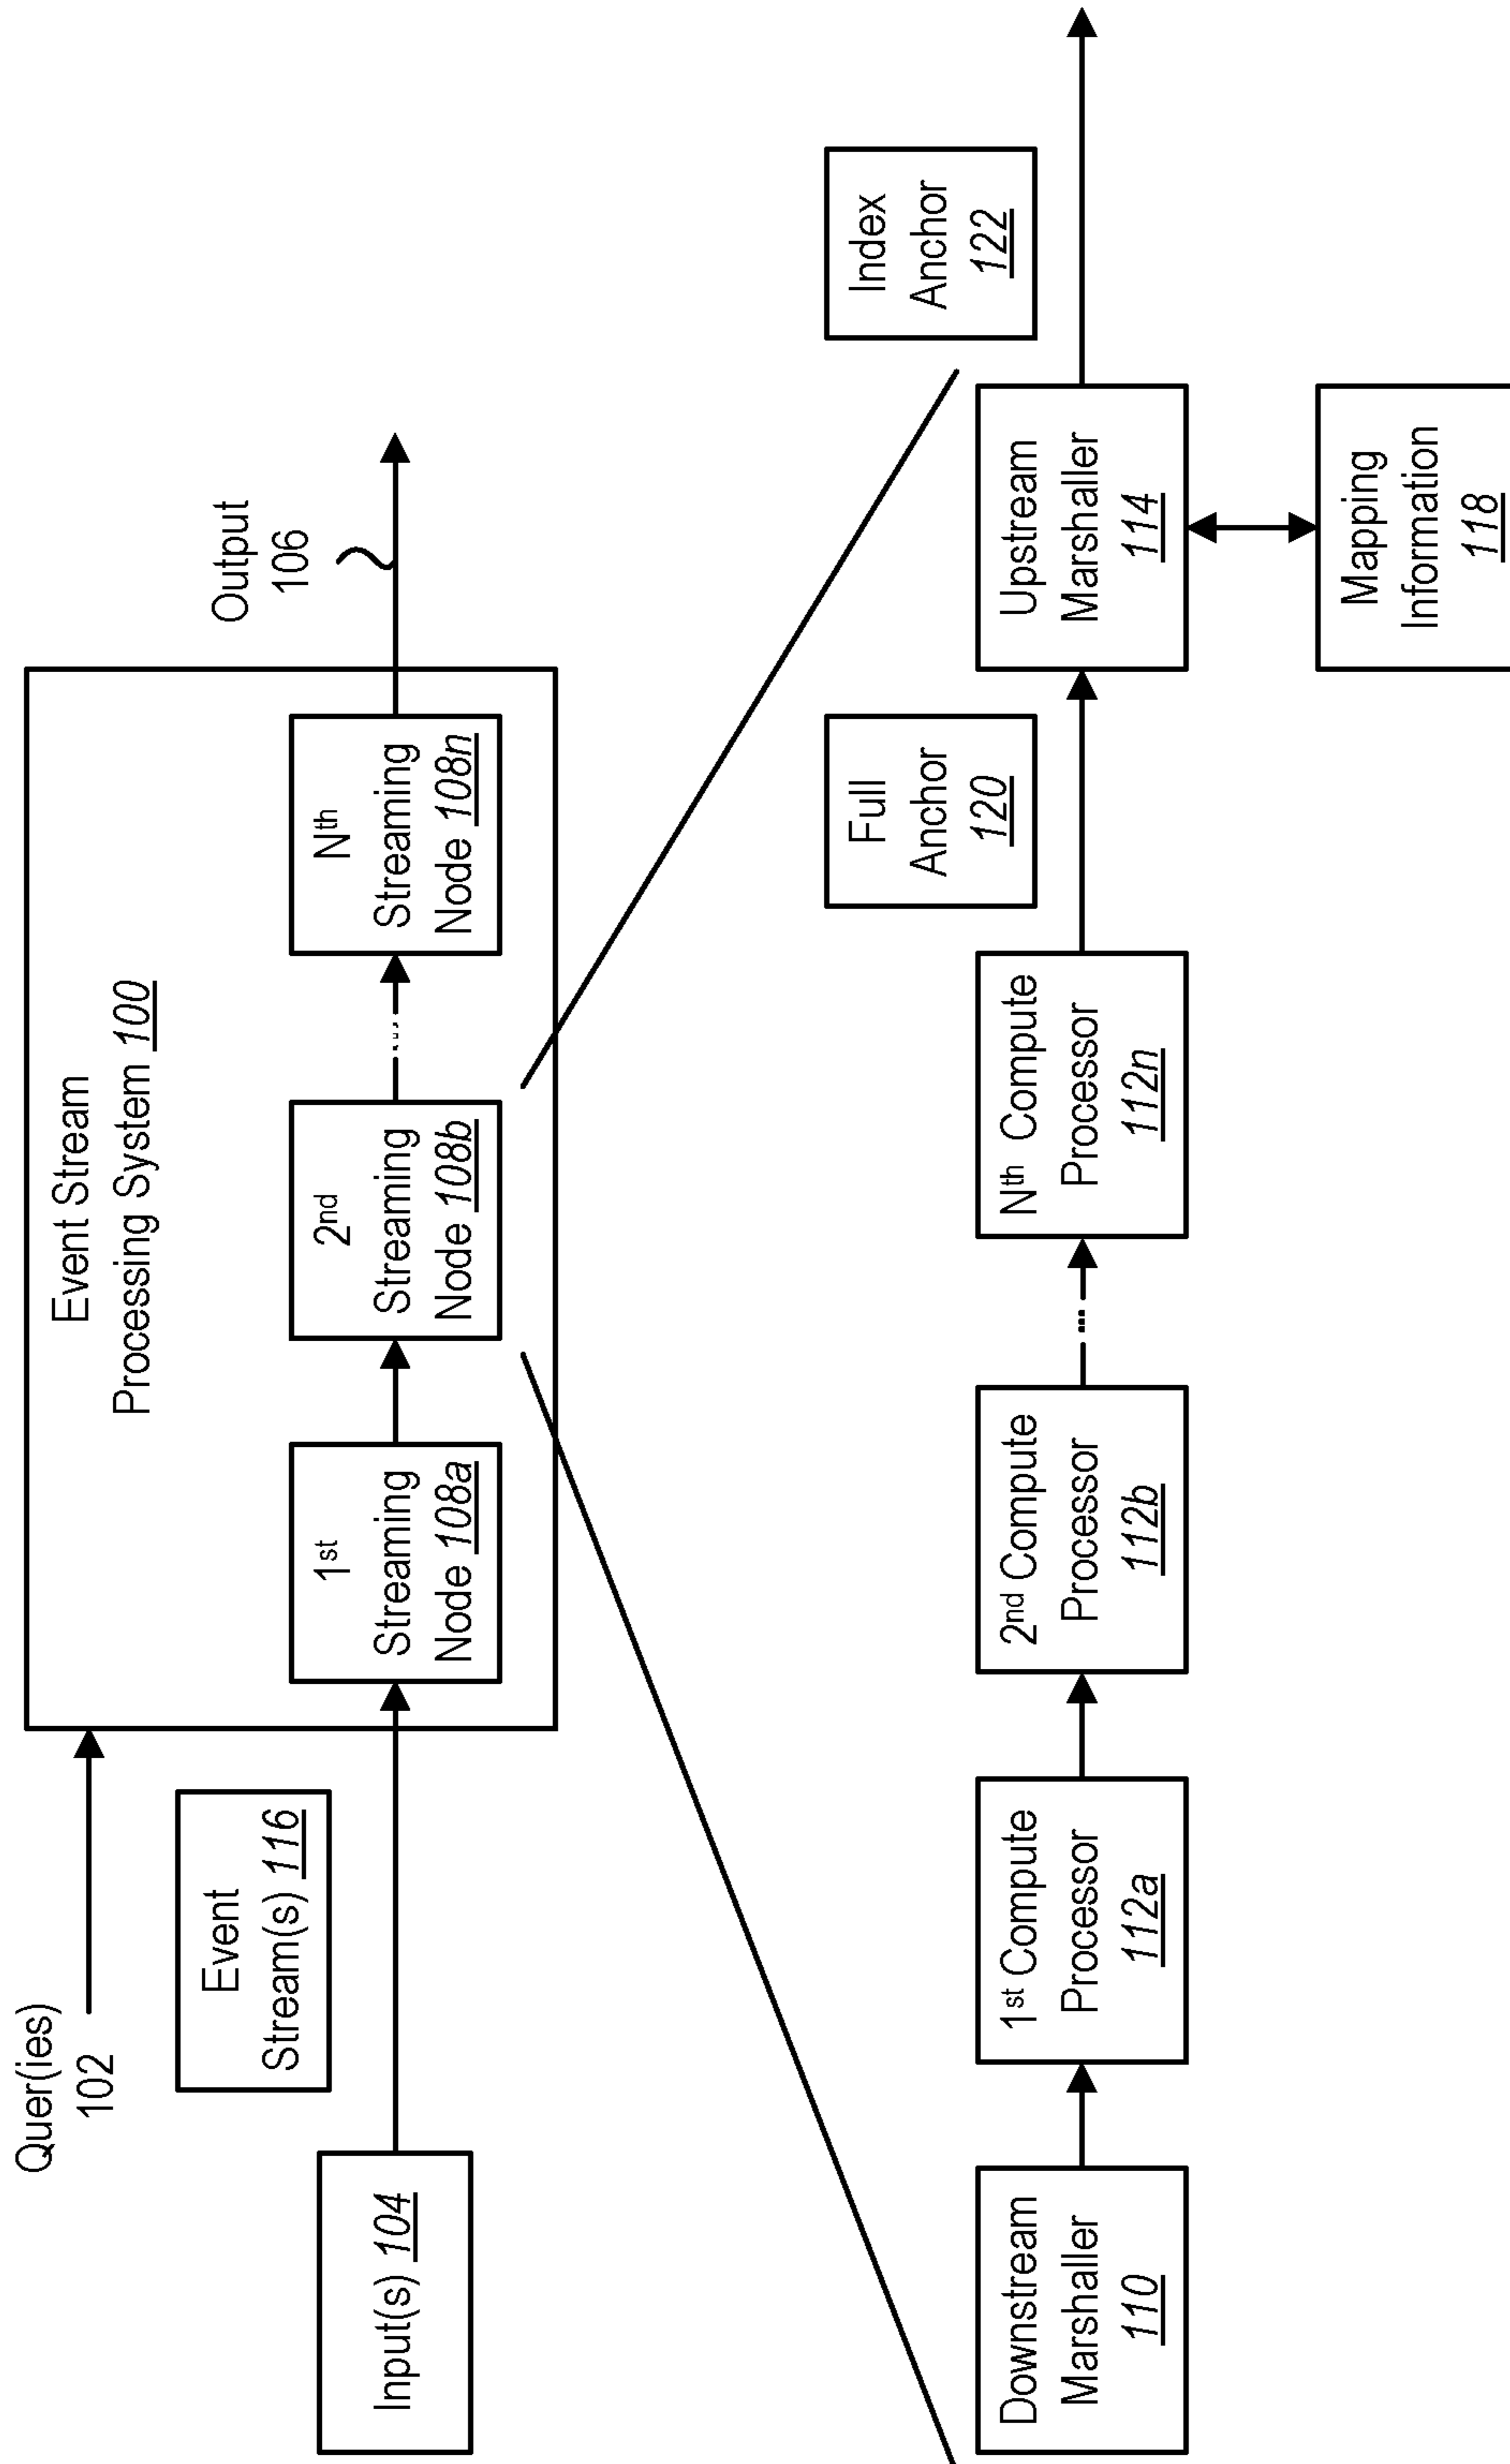 Quer(ies)
102
Event Stream
Processing System 100
Event
Stream(s) 116
Output
106
Input(s) 104
1st
Streaming
Node 108a
2nd
Streaming
Node 108b
...
Nth
Streaming
Node 108n
Full
Anchor
120
Index
Anchor
122
Downstream
Marshaller
110
1st Compute
Processor
112a
2nd Compute
Processor
112b
...
Nth Compute
Processor
112n
Upstream
Marshaller
114
Mapping
Information
118